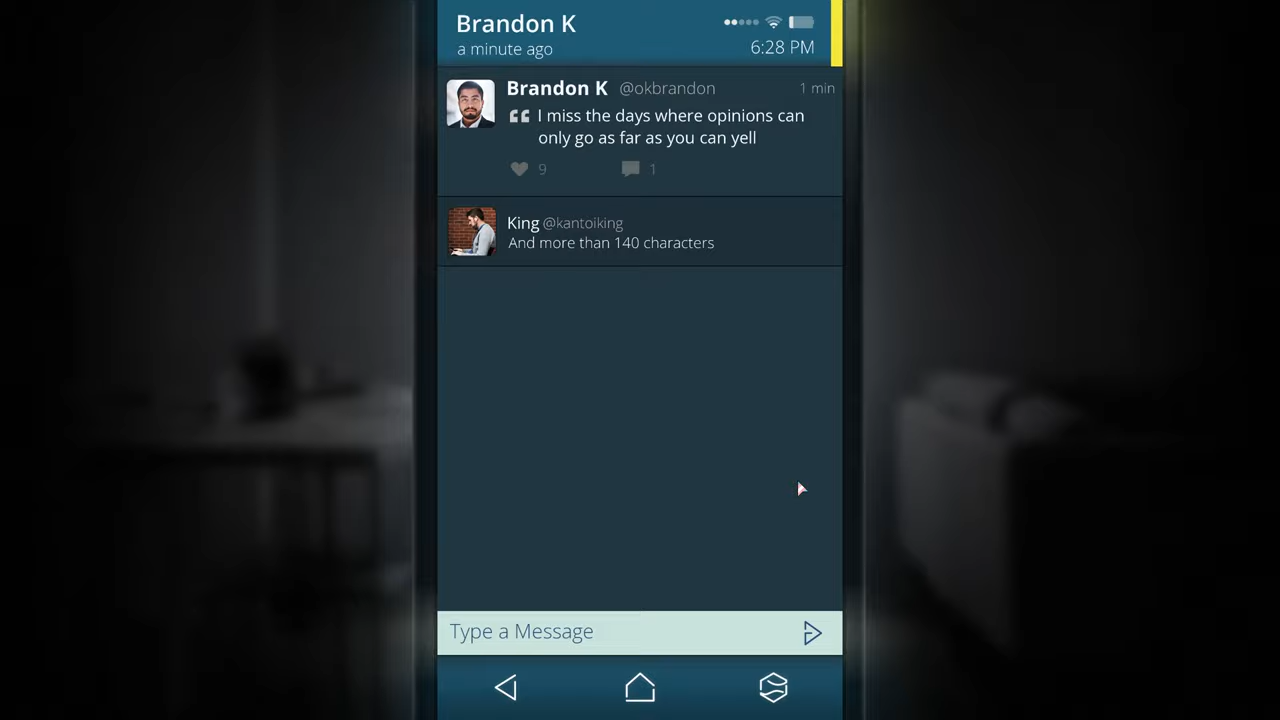 Brandon K
a minute ago
6:28 PM
Brandon K @okbrandon 1 min
I miss the days where opinions can
only go as far as you can yell
9 1
King @kantoiking
And more than 140 characters
Type a Message